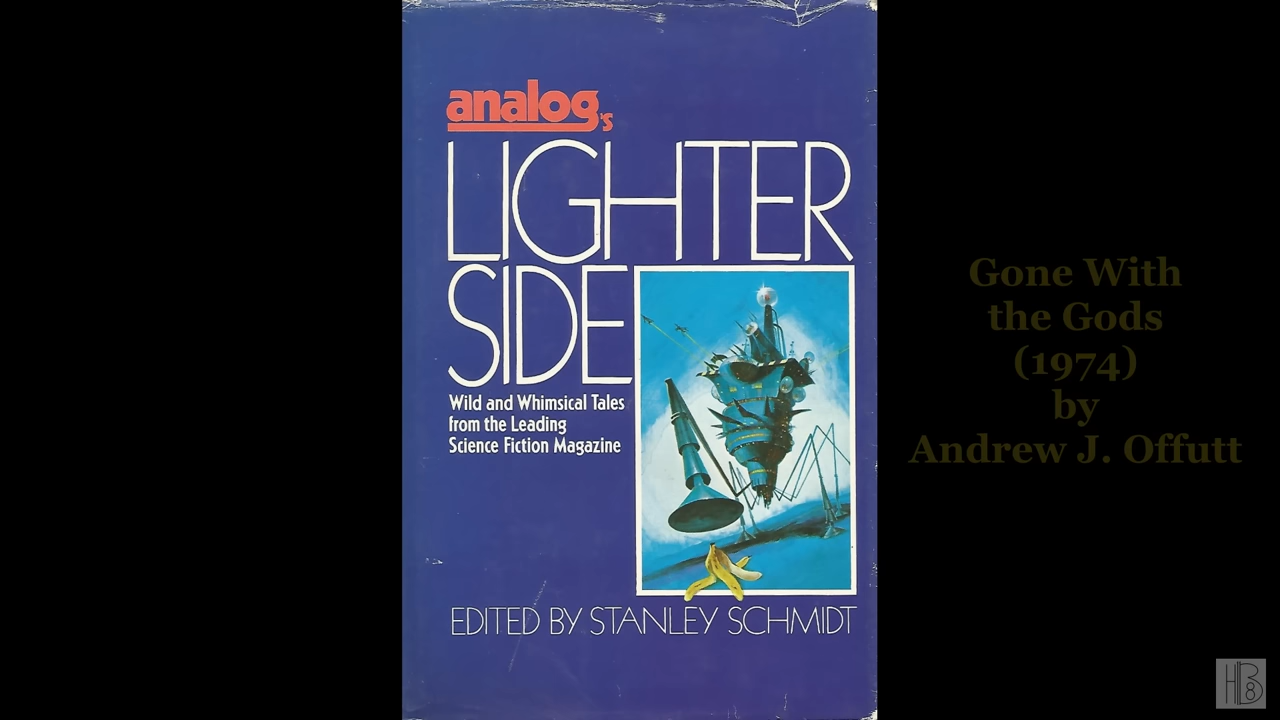 analog's
LIGHTER
SIDE
Wild and Whimsical Tales
from the Leading
Science Fiction Magazine
EDITED BY STANLEY SCHMIDT
Gone With
the Gods
(1974)
by
Andrew J. Offutt
HB8